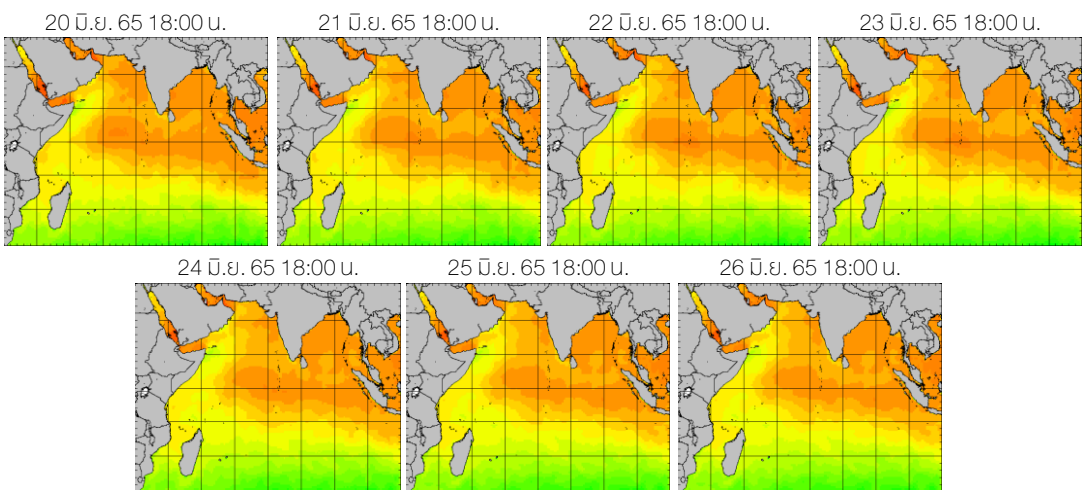 20 มิ.ย. 65 18:00 น.
21 มิ.ย. 65 18:00 น.
22 มิ.ย. 65 18:00 น.
23 มิ.ย. 65 18:00 น.
24 มิ.ย. 65 18:00 น.
25 มิ.ย. 65 18:00 น.
26 มิ.ย. 65 18:00 น.